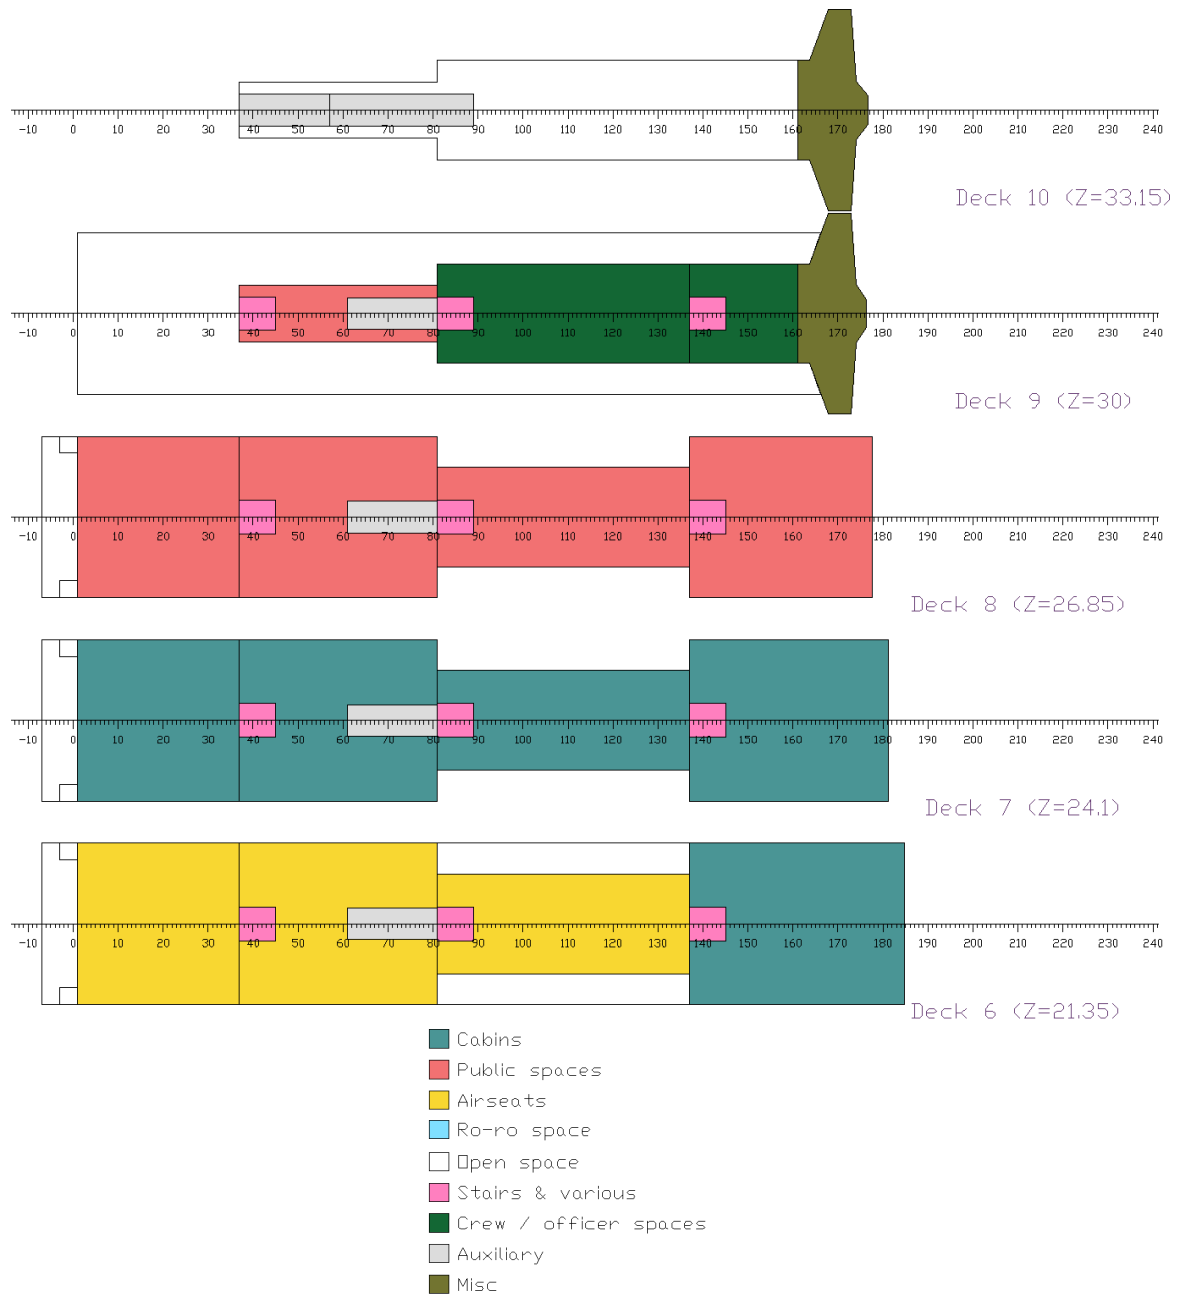 -10 0 10 20 30 40 50 60 70 80 90 100 110 120 130 140 150 160 170 180 190 200 210 220 230 240
Deck 10 (Z=33.15)
-10 0 10 20 30 40 50 60 70 80 90 100 110 120 130 140 150 160 170 180 190 200 210 220 230 240
Deck 9 (Z=30)
-10 0 10 20 30 40 50 60 70 80 90 100 110 120 130 140 150 160 170 180 190 200 210 220 230 240
Deck 8 (Z=26.85)
-10 0 10 20 30 40 50 60 70 80 90 100 110 120 130 140 150 160 170 180 190 200 210 220 230 240
Deck 7 (Z=24.1)
-10 0 10 20 30 40 50 60 70 80 90 100 110 120 130 140 150 160 170 180 190 200 210 220 230 240
Deck 6 (Z=21.35)
Cabins
Public spaces
Airseats
Ro-ro space
Open space
Stairs & various
Crew / officer spaces
Auxiliary
Misc